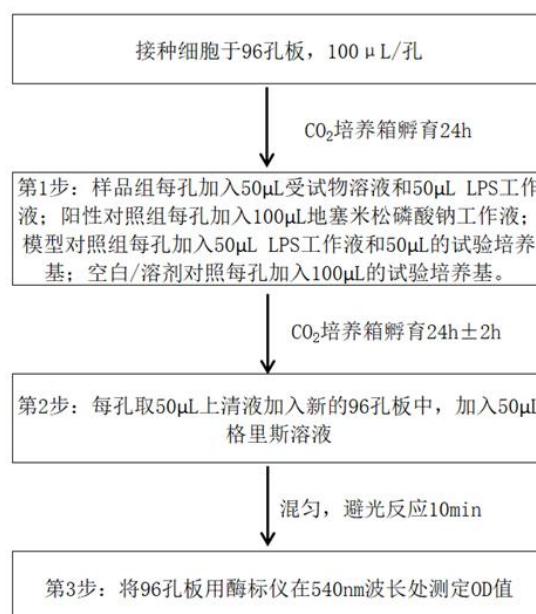 接种细胞于96孔板，100μL/孔
CO₂培养箱孵育24h
第1步：样品组每孔加入50μL受试物溶液和50μL LPS工作
液；阳性对照组每孔加入100μL地塞米松磷酸钠工作液；
模型对照组每孔加入50μL LPS工作液和50μL的试验培养
基；空白/溶剂对照每孔加入100μL的试验培养基。
CO₂培养箱孵育24h±2h
第2步：每孔取50μL上清液加入新的96孔板中，加入50μL
格里斯溶液
混匀，避光反应10min
第3步：将96孔板用酶标仪在540nm波长处测定OD值